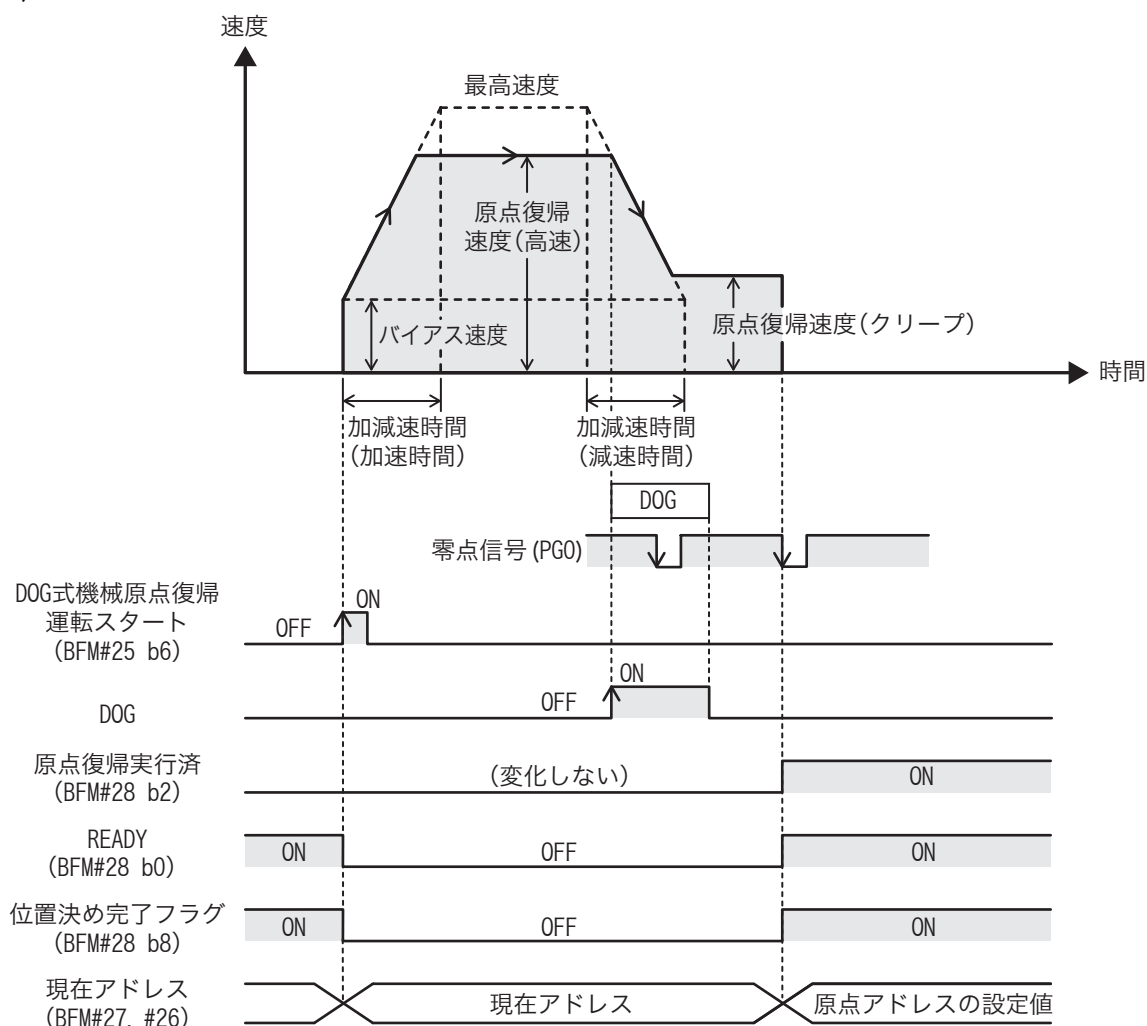 速度
最高速度
原点復帰
速度(高速)
バイアス速度
原点復帰速度(クリープ)
時間
加減速時間
(加速時間)
加減速時間
(減速時間)
DOG
零点信号(PG0)
DOG式機械原点復帰
運転スタート
(BFM#25 b6)
OFF
ON
DOG
OFF
ON
原点復帰実行済
(BFM#28 b2)
(変化しない)
ON
READY
(BFM#28 b0)
ON
OFF
ON
位置決め完了フラグ
(BFM#28 b8)
ON
OFF
ON
現在アドレス
(BFM#27, #26)
現在アドレス
原点アドレスの設定値